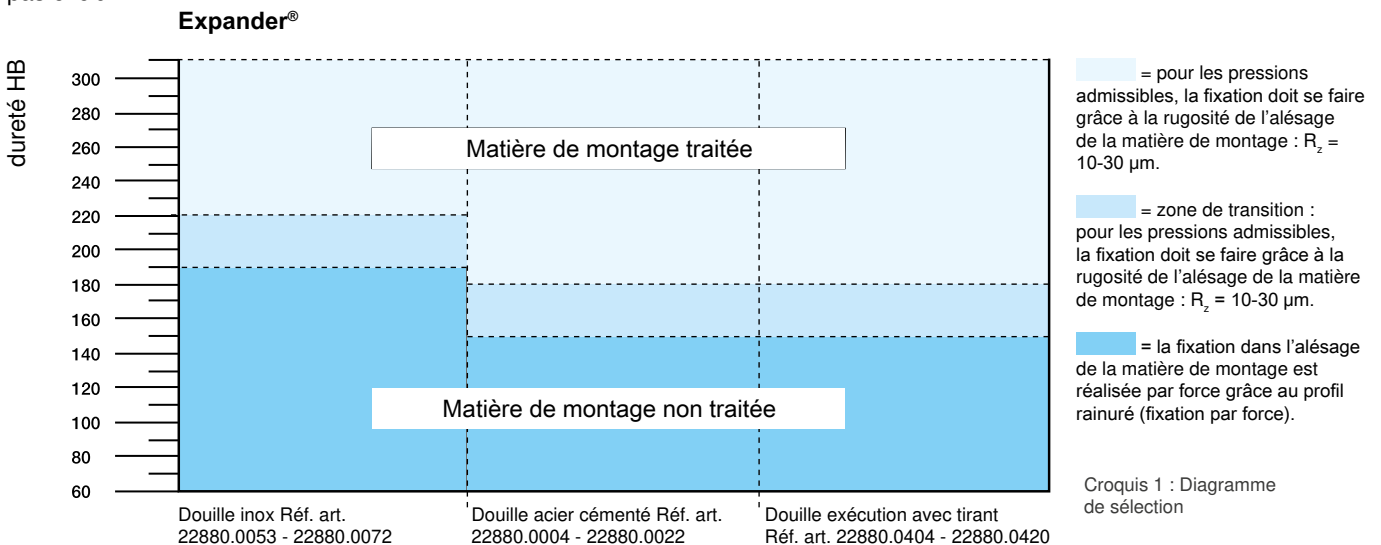 Expander®
dureté HB
300
280
260
240
220
200
180
160
140
120
100
80
60
Matière de montage traitée
Matière de montage non traitée
Douille inox Réf. art.
22880.0053 - 22880.0072
Douille acier cémenté Réf. art.
22880.0004 - 22880.0022
Douille exécution avec tirant
Réf. art. 22880.0404 - 22880.0420
= pour les pressions
admissibles, la fixation doit se faire
grâce à la rugosité de l'alésage
de la matière de montage : Rz =
10-30 µm.
= zone de transition :
pour les pressions admissibles,
la fixation doit se faire grâce à la
rugosité de l'alésage de la matière
de montage : Rz = 10-30 µm.
= la fixation dans l'alésage
de la matière de montage est
réalisée par force grâce au profil
rainuré (fixation par force).
Croquis 1 : Diagramme
de sélection